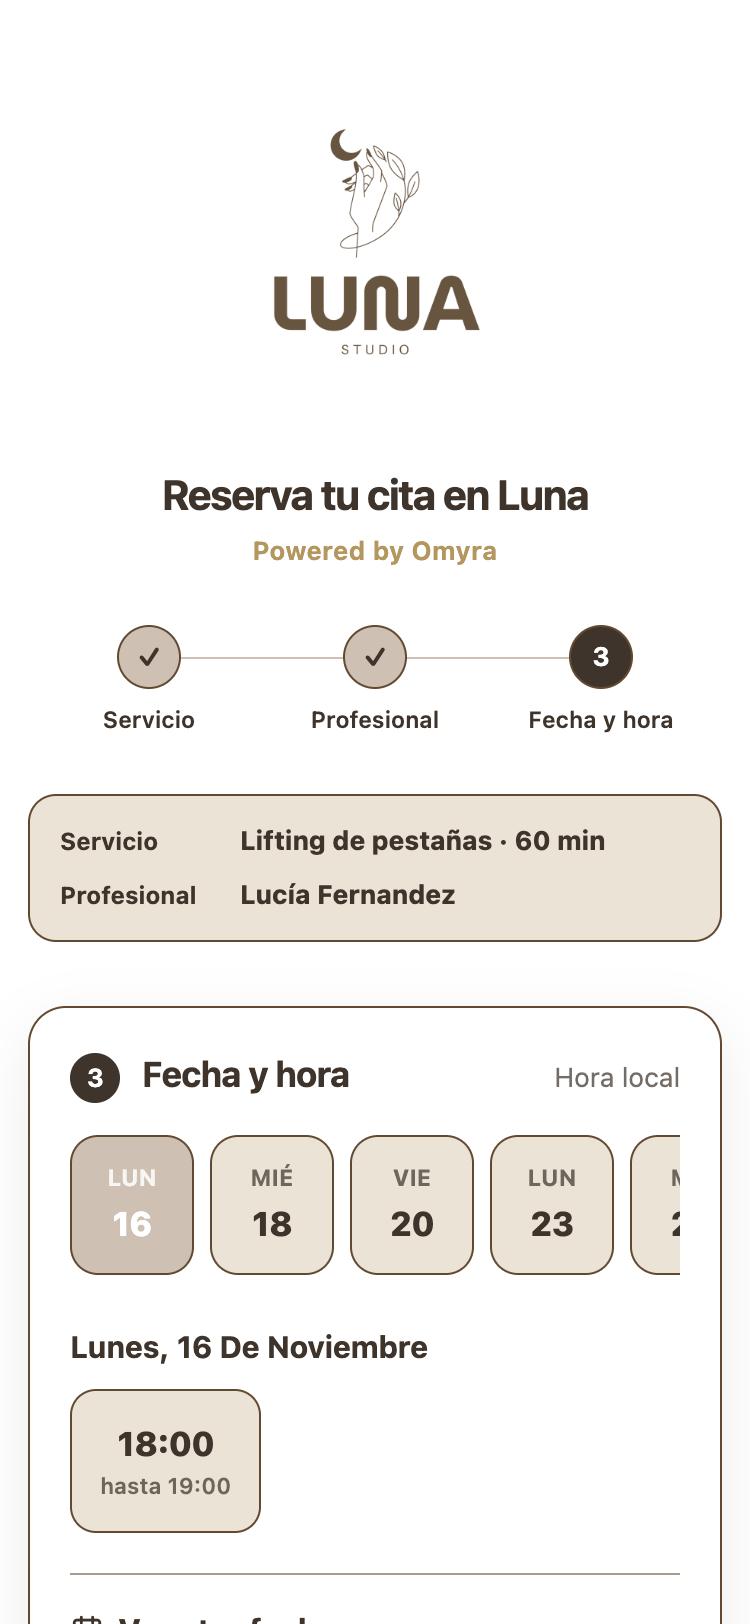 LUNA
STUDIO
Reserva tu cita en Luna
Powered by Omyra
3
Servicio Profesional Fecha y hora
Servicio Lifting de pestañas · 60 min
Profesional Lucía Fernandez
3 Fecha y hora Hora local
LUN MIÉ VIE LUN
16 18 20 23
Lunes, 16 De Noviembre
18:00
hasta 19:00